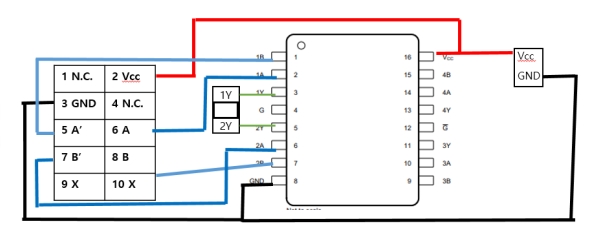 1 N.C. 2 Vcc
3 GND 4 N.C.
5 A' 6 A
7 B' 8 B
9 X 10 X
1Y
2Y
1B 1 16 Vcc
1A 2 15 4B
1Y 3 14 4A
G 4 13 4Y
2Y 5 12 G
2A 6 11 3Y
2B 7 10 3A
GND 8 9 3B
Vcc
GND